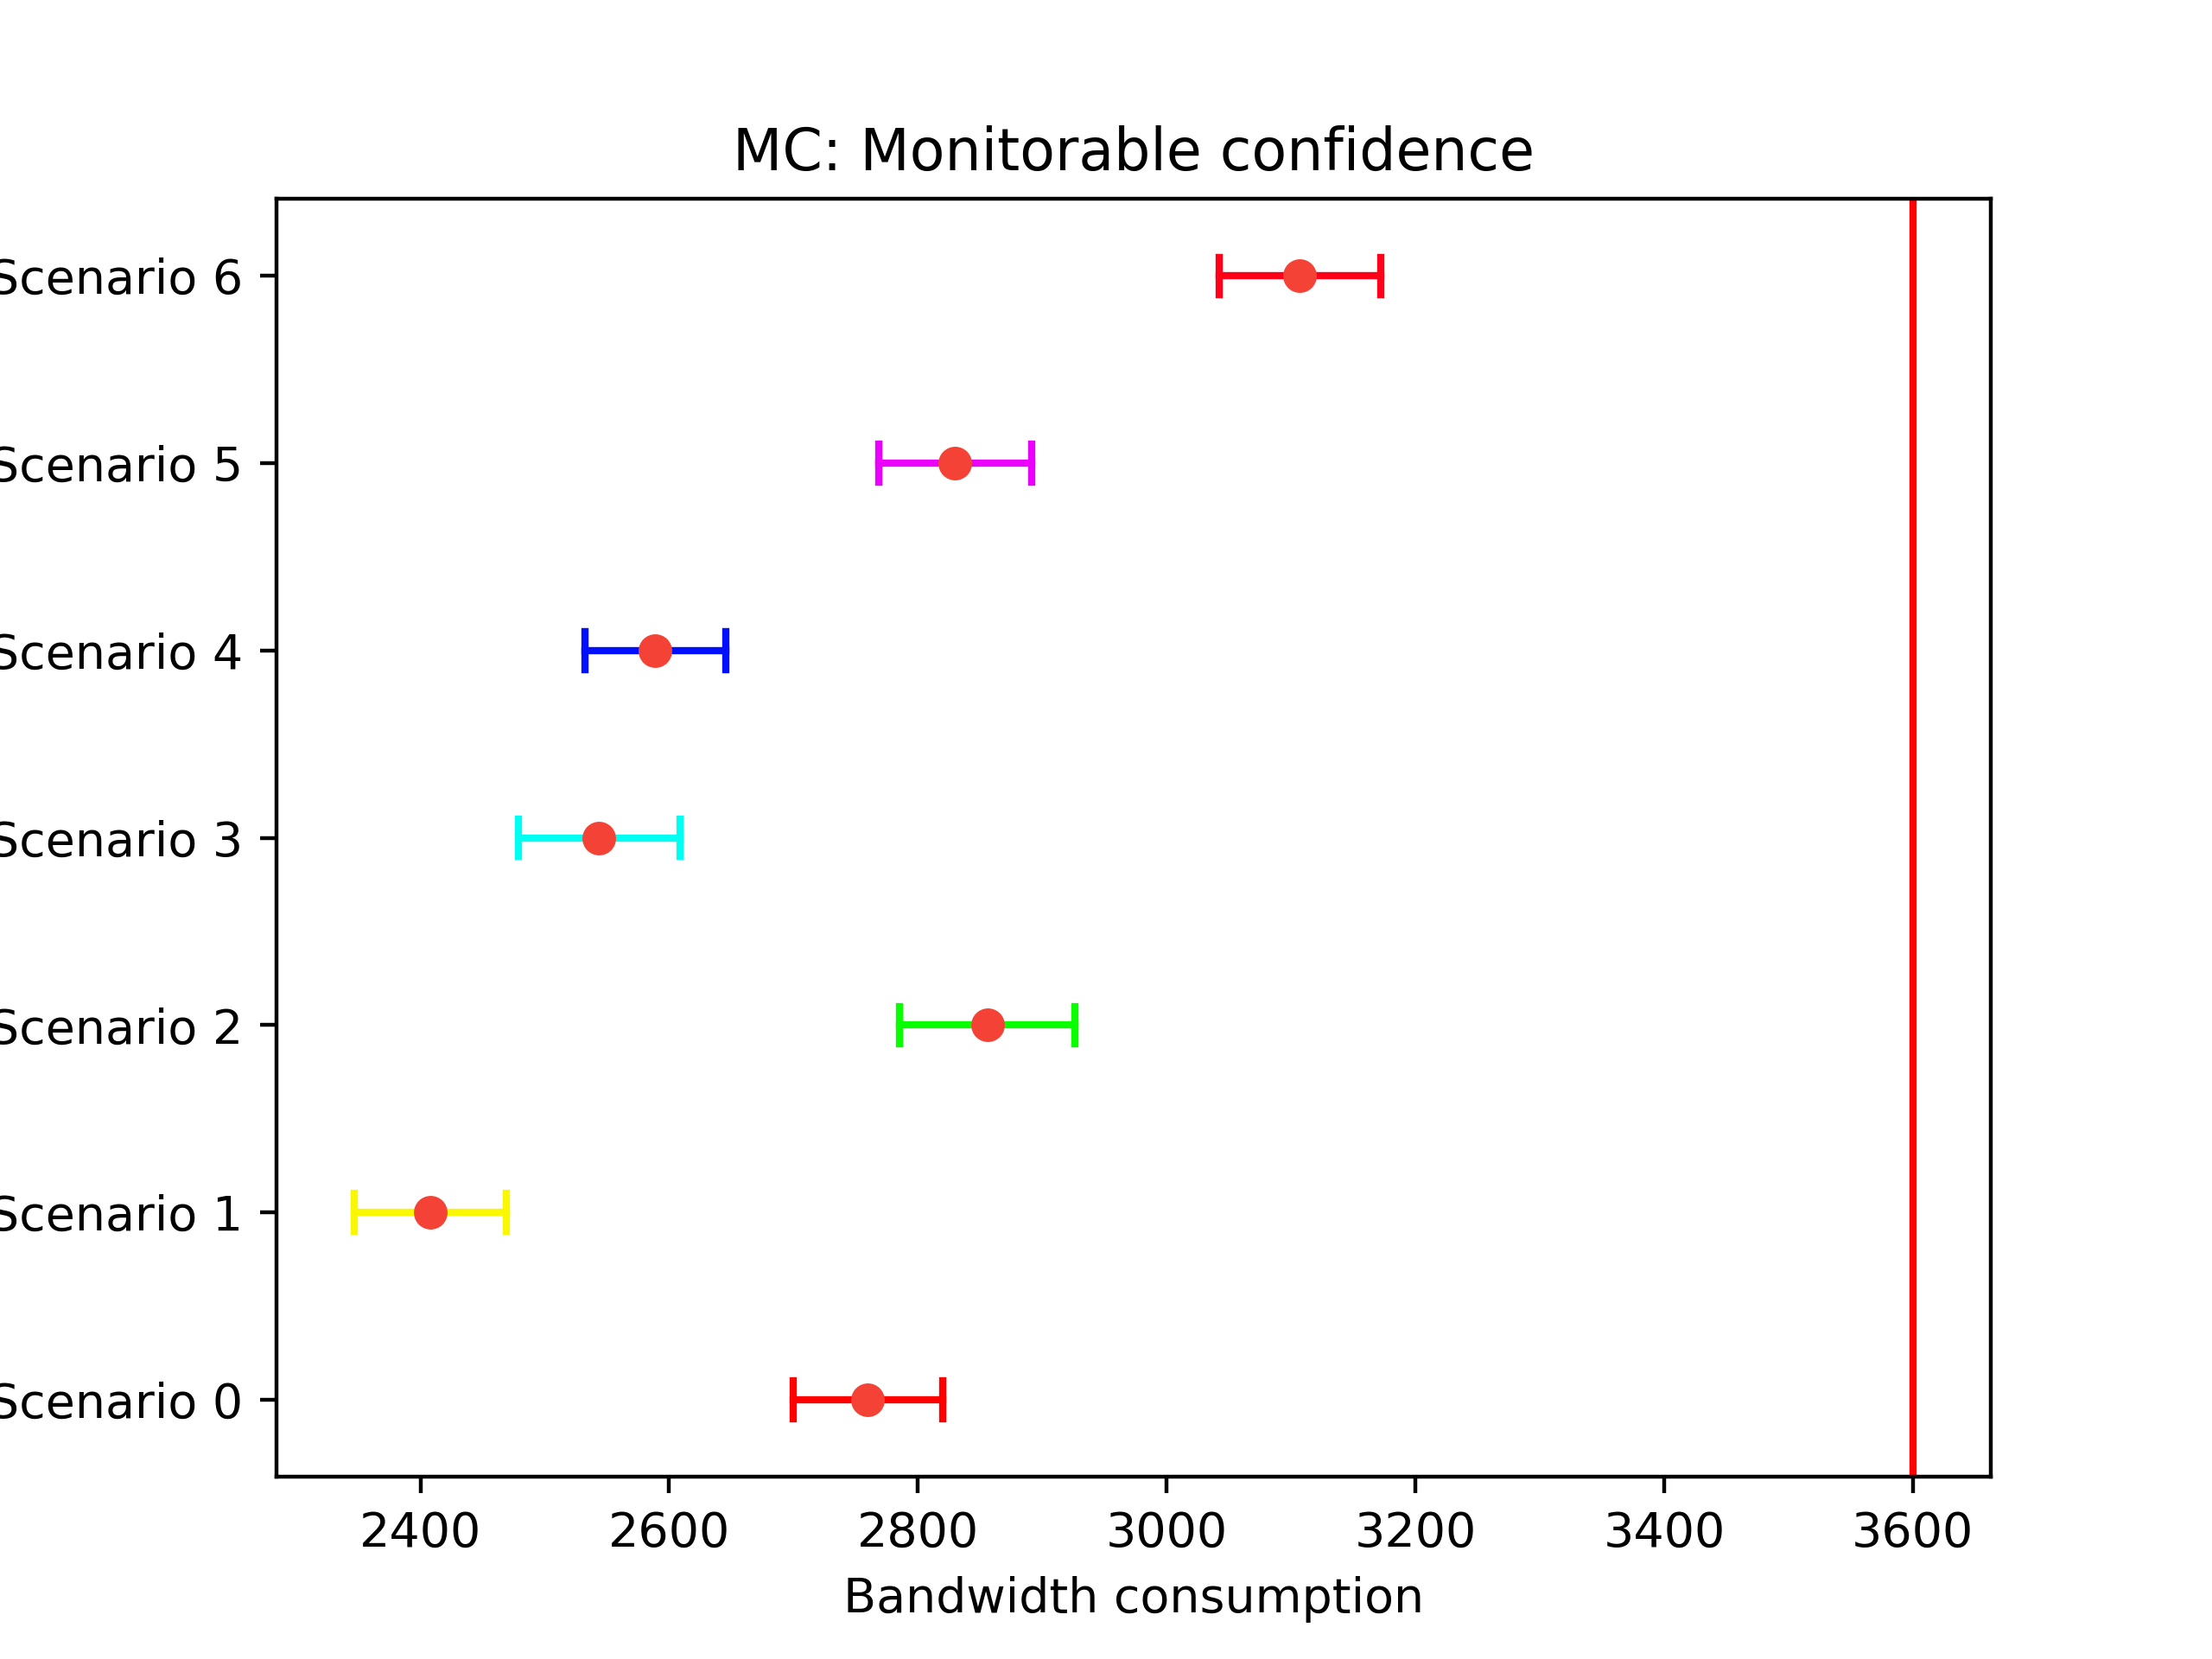 MC: Monitorable confidence
Scenario 6
Scenario 5
Scenario 4
Scenario 3
Scenario 2
Scenario 1
Scenario 0
2400 2600 2800 3000 3200 3400 3600
Bandwidth consumption